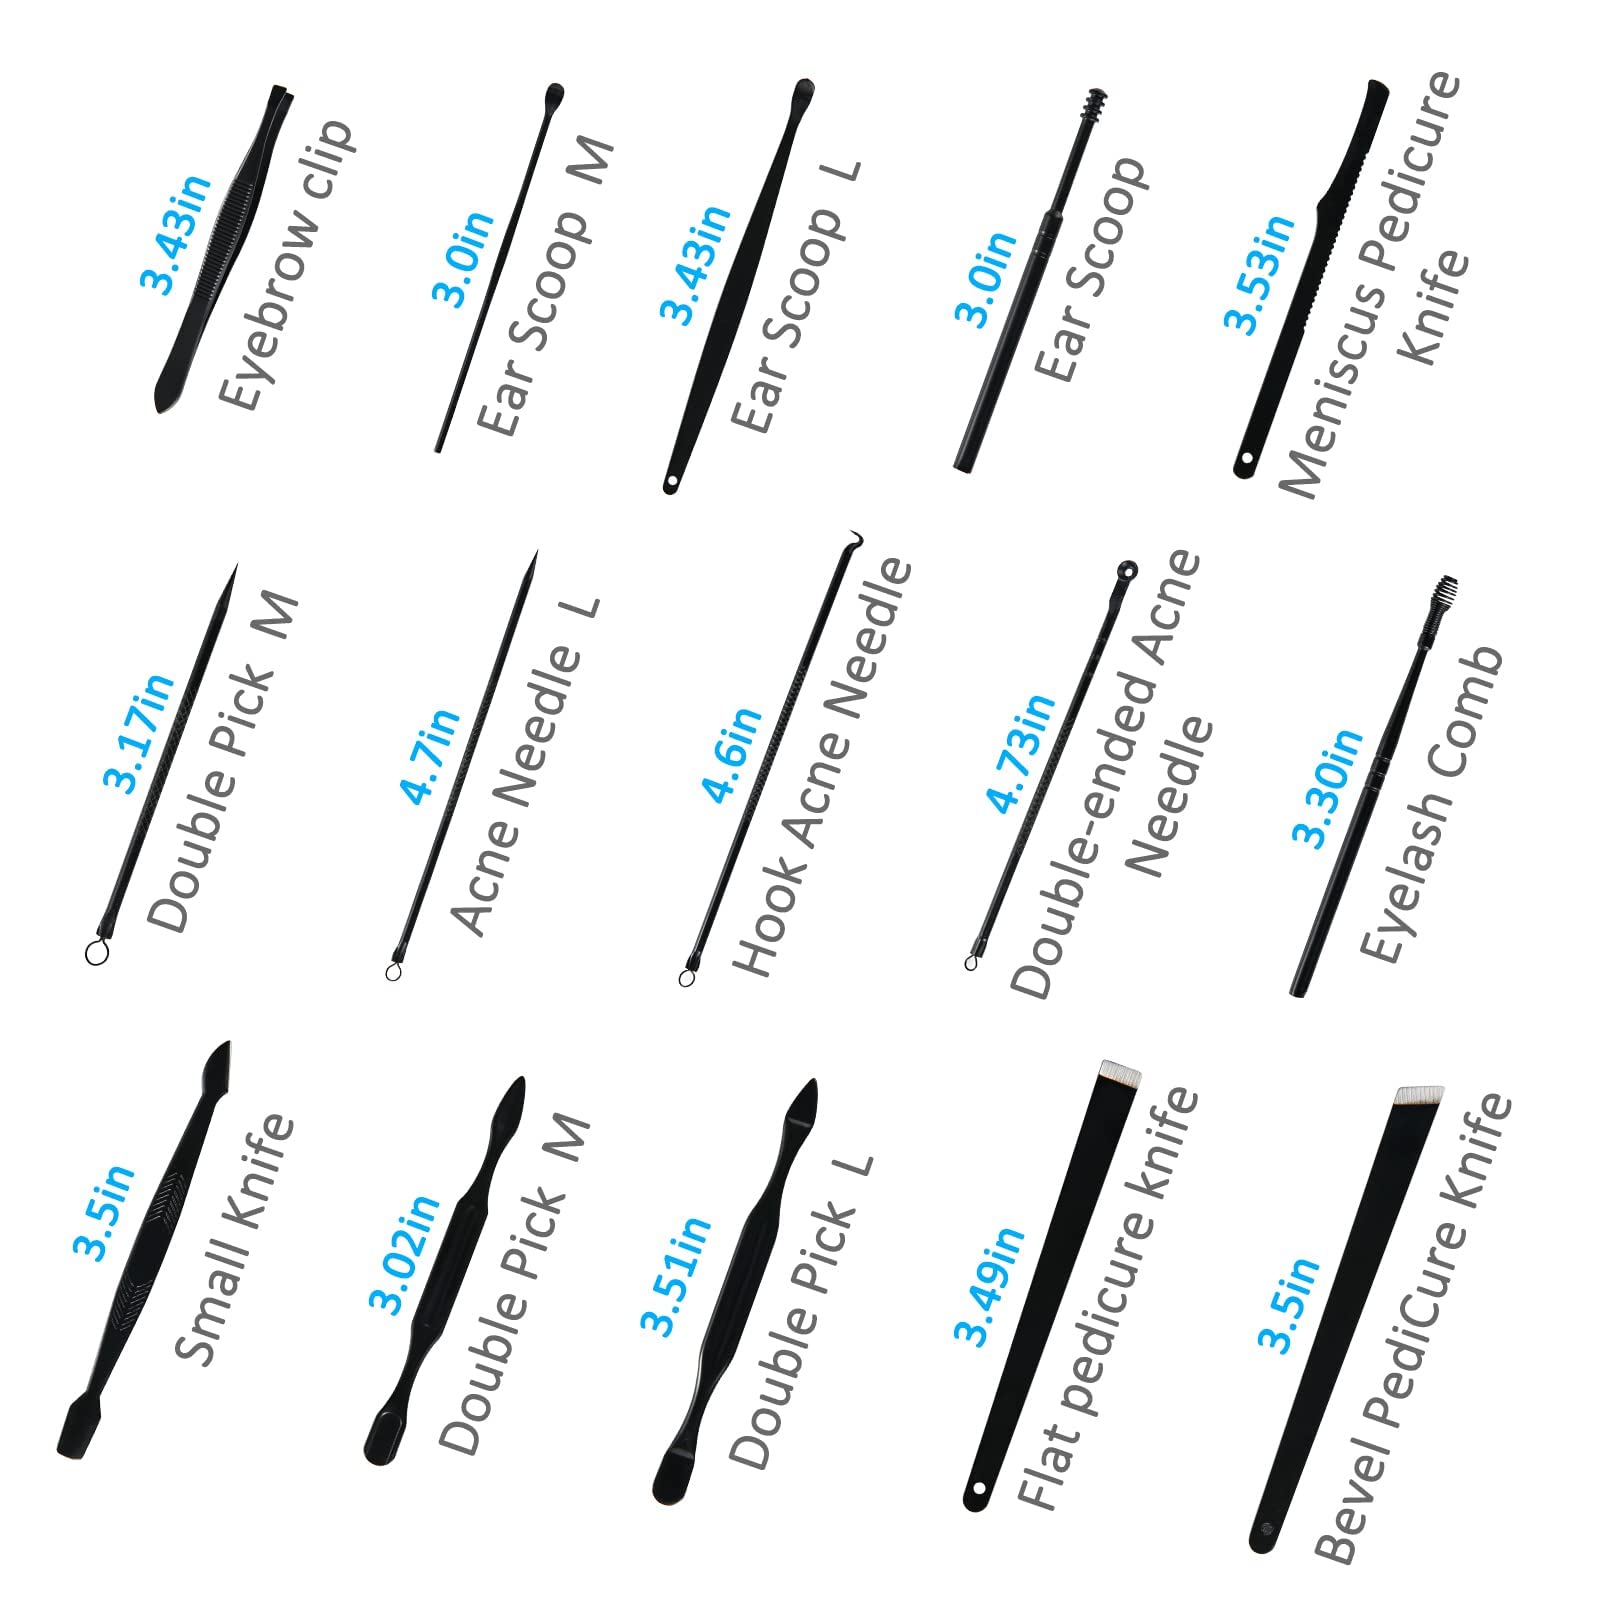 3.43in
Eyebrow clip
3.0in
Ear Scoop M
3.43in
Ear Scoop L
3.0in
Ear Scoop
3.53in
Meniscus Pedicure
Knife
3.17in
Double Pick M
4.7in
Acne Needle L
4.6in
Hook Acne Needle
4.73in
Double-ended Acne
Needle
3.30in
Eyelash Comb
3.5in
Small Knife
3.02in
Double Pick M
3.51in
Double Pick L
3.49in
Flat pedicure knife
3.5in
Bevel PediCure Knife